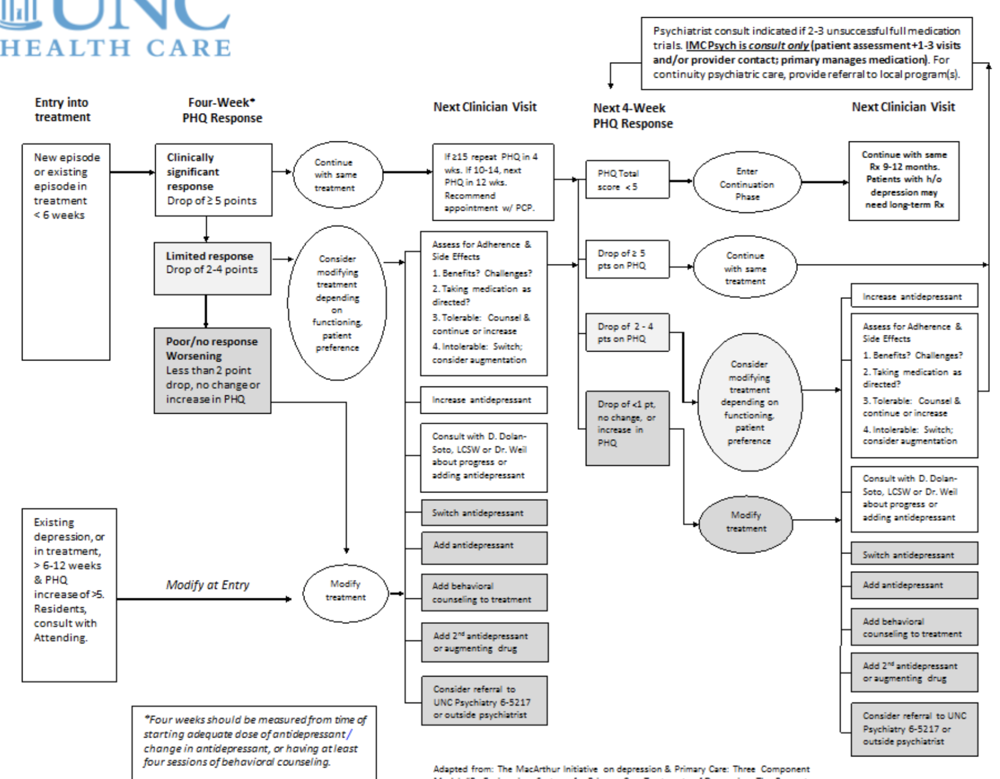 UNC
HEALTH CARE
Psychiatrist consult indicated if 2-3 unsuccessful full medication
trials. IMC Psych is consult only (patient assessment +1-3 visits
and/or provider contact; primary manages medication). For
continuity psychiatric care, provide referral to local program(s).
Entry into
treatment
Four-Week*
PHQ Response
Next Clinician Visit
Next 4-Week
PHQ Response
Next Clinician Visit
New episode
or existing
episode in
treatment
< 6 weeks
Clinically
significant
response
Drop of ≥ 5 points
Continue
with same
treatment
If ≥15 repeat PHQ in 4
wks. If 10-14, next
PHQ in 12 wks.
Recommend
appointment w/ PCP.
PHQ Total
score < 5
Enter
Continuation
Phase
Continue with same
Rx 9-12 months.
Patients with h/o
depression may
need long-term Rx
Limited response
Drop of 2-4 points
Consider
modifying
treatment
depending
on
functioning,
patient
preference
Assess for Adherence &
Side Effects
1. Benefits? Challenges?
2. Taking medication as
directed?
3. Tolerable: Counsel &
continue or increase
4. Intolerable: Switch;
consider augmentation
Drop of ≥ 5
pts on PHQ
Continue
with same
treatment
Poor/no response
Worsening
Less than 2 point
drop, no change or
increase in PHQ
Drop of 2 - 4
pts on PHQ
Consider
modifying
treatment
depending on
functioning,
patient
preference
Increase antidepressant
Assess for Adherence &
Side Effects
1. Benefits? Challenges?
2. Taking medication as
directed?
3. Tolerable: Counsel &
continue or increase
4. Intolerable: Switch;
consider augmentation
Increase antidepressant
Drop of <1 pt,
no change, or
increase in
PHQ
Consult with D. Dolan-
Soto, LCSW or Dr. Weil
about progress or
adding antidepressant
Modify
treatment
Consult with D. Dolan-
Soto, LCSW or Dr. Weil
about progress or
adding antidepressant
Existing
depression, or
in treatment,
> 6-12 weeks
& PHQ
increase of >5.
Residents,
consult with
Attending.
Modify at Entry
Modify
treatment
Switch antidepressant
Add antidepressant
Add behavioral
counseling to treatment
Add 2nd antidepressant
or augmenting drug
Consider referral to
UNC Psychiatry 6-5217
or outside psychiatrist
Switch antidepressant
Add antidepressant
Add behavioral
counseling to treatment
Add 2nd antidepressant
or augmenting drug
Consider referral to UNC
Psychiatry 6-5217 or
outside psychiatrist
*Four weeks should be measured from time of
starting adequate dose of antidepressant/
change in antidepressant, or having at least
four sessions of behavioral counseling.
Adapted from: The MacArthur Initiative on depression & Primary Care: Three Component